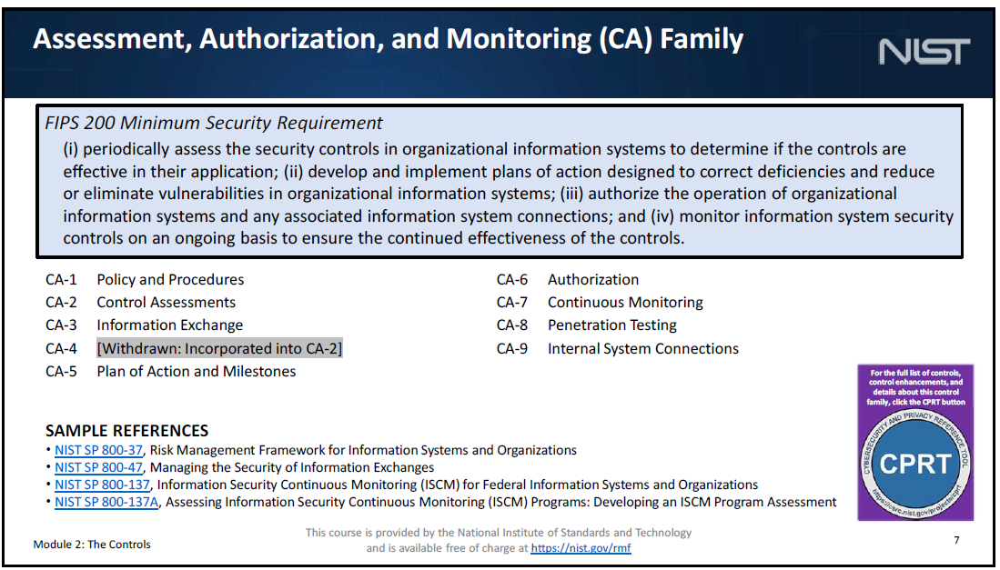 Assessment, Authorization, and Monitoring (CA) Family
NIST
FIPS 200 Minimum Security Requirement
(i) periodically assess the security controls in organizational information systems to determine if the controls are
effective in their application; (ii) develop and implement plans of action designed to correct deficiencies and reduce
or eliminate vulnerabilities in organizational information systems; (iii) authorize the operation of organizational
information systems and any associated information system connections; and (iv) monitor information system security
controls on an ongoing basis to ensure the continued effectiveness of the controls.
CA-1 Policy and Procedures
CA-2 Control Assessments
CA-3 Information Exchange
CA-4 [Withdrawn: Incorporated into CA-2]
CA-5 Plan of Action and Milestones
CA-6 Authorization
CA-7 Continuous Monitoring
CA-8 Penetration Testing
CA-9 Internal System Connections
For the full list of controls,
control enhancements, and
details about this control
family, click the CPRT button
CYBERSECURITY AND PRIVACY REFERENCE TOOL
CPRT
https://csrc.nist.gov/projects/cprt
SAMPLE REFERENCES
• NIST SP 800-37, Risk Management Framework for Information Systems and Organizations
• NIST SP 800-47, Managing the Security of Information Exchanges
• NIST SP 800-137, Information Security Continuous Monitoring (ISCM) for Federal Information Systems and Organizations
• NIST SP 800-137A, Assessing Information Security Continuous Monitoring (ISCM) Programs: Developing an ISCM Program Assessment
Module 2: The Controls
This course is provided by the National Institute of Standards and Technology
and is available free of charge at https://nist.gov/rmf
7